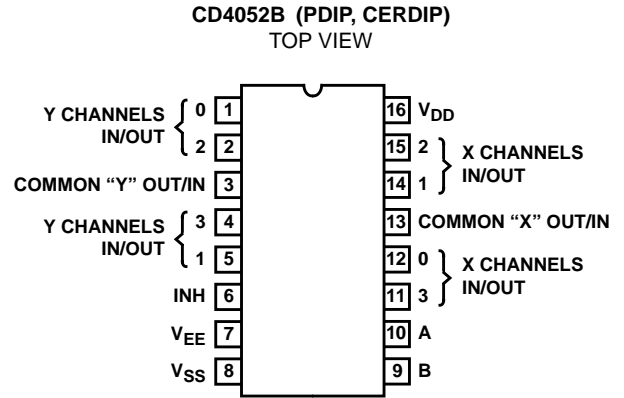 CD4052B (PDIP, CERDIP)
TOP VIEW
Y CHANNELS IN/OUT
0 1
2 2
COMMON “Y” OUT/IN 3
Y CHANNELS IN/OUT
3 4
1 5
INH 6
VEE 7
VSS 8
16 VDD
15 2
14 1
X CHANNELS IN/OUT
13 COMMON “X” OUT/IN
12 0
11 3
X CHANNELS IN/OUT
10 A
9 B